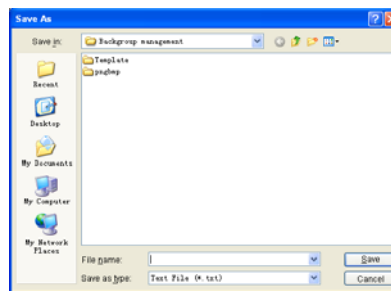 Save As
Save in:
Backgroup management
Template
pngbmp
Recent
Desktop
My Documents
My Computer
My Network
Places
File name:
Save
Save as type:
Text File (*.txt)
Cancel